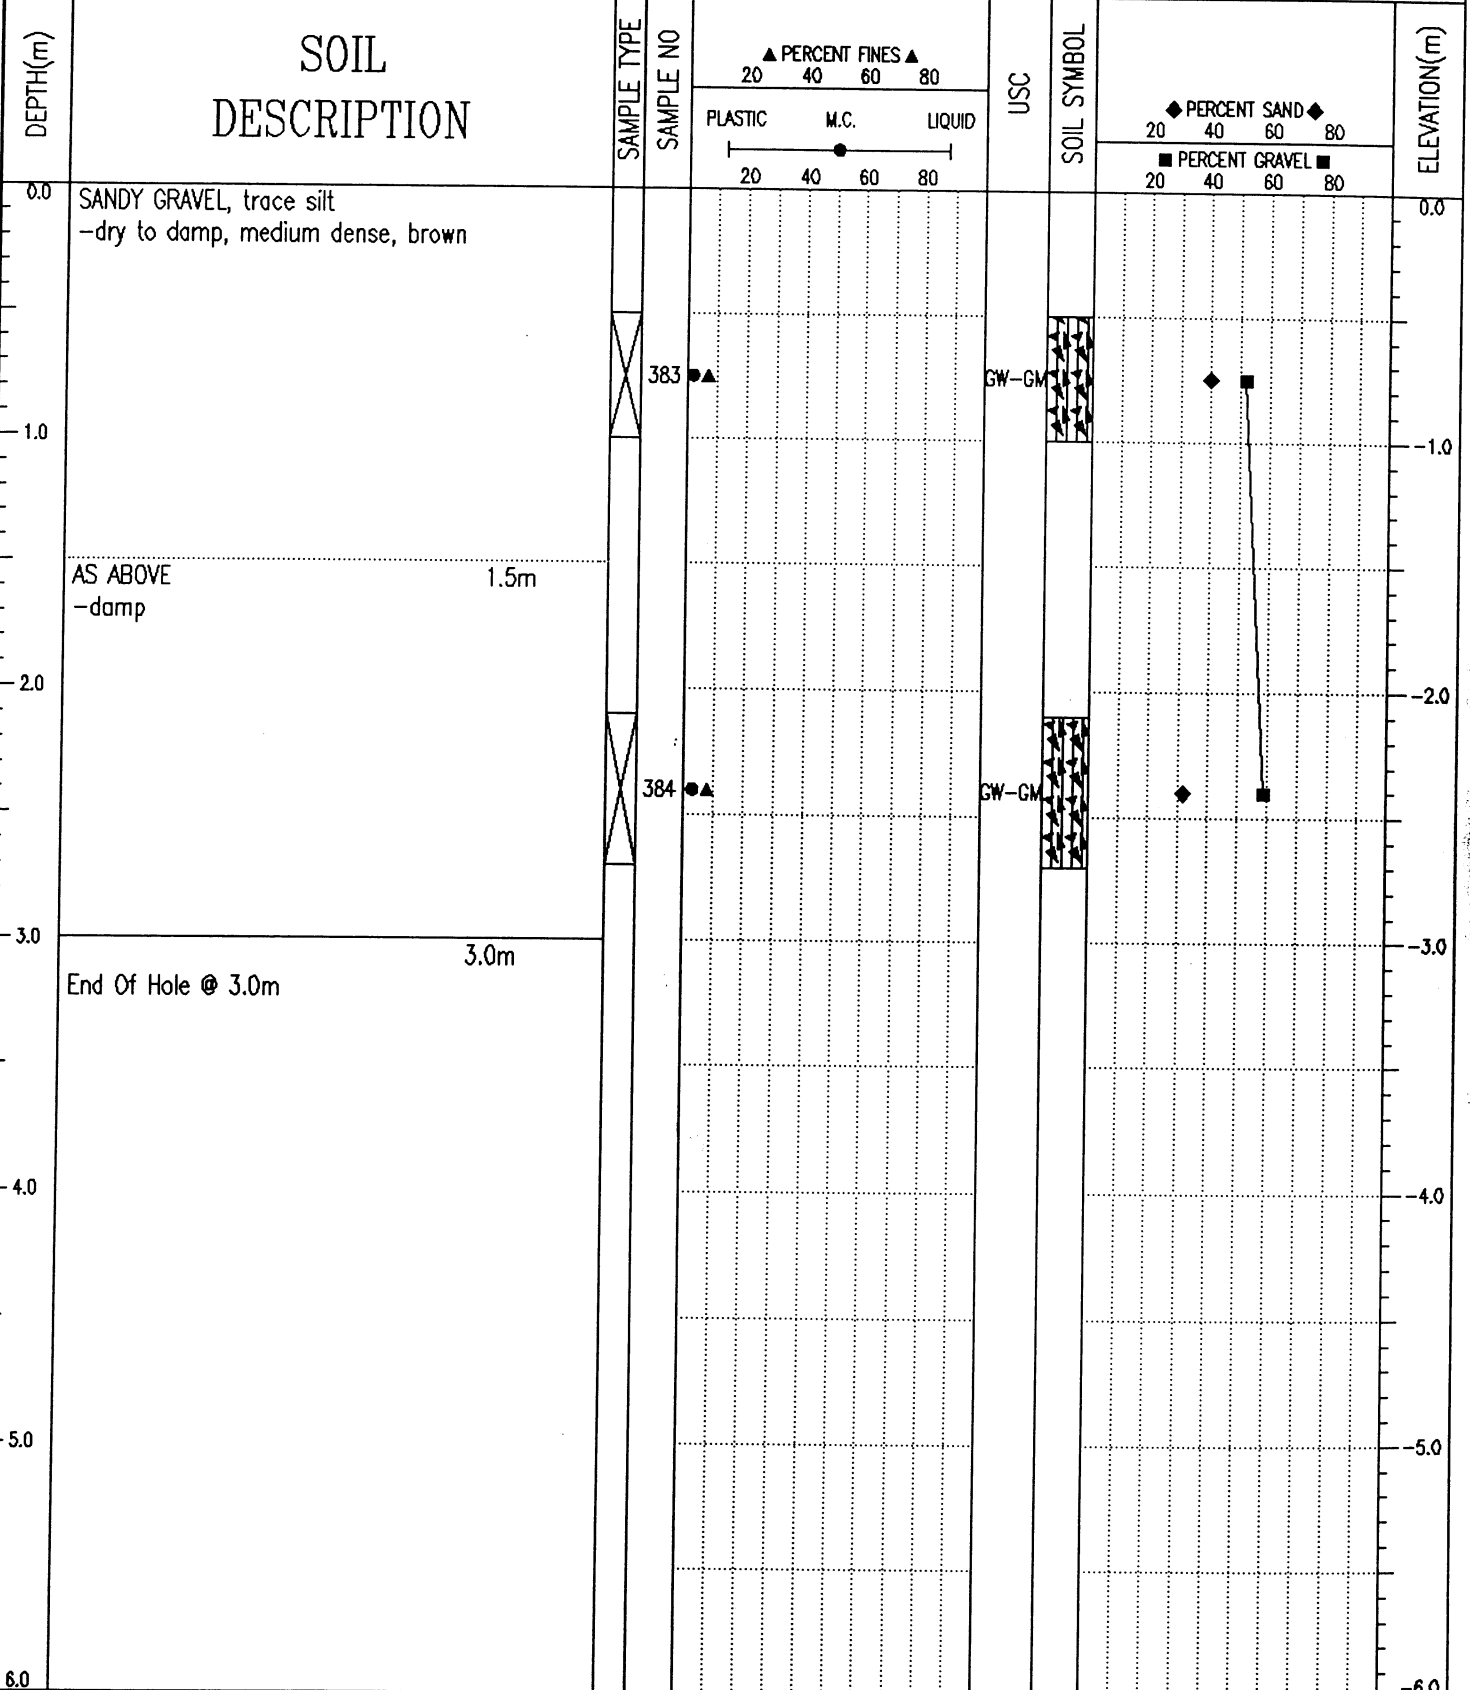 DEPTH(m)
SOIL
DESCRIPTION
SAMPLE TYPE
SAMPLE NO
▲ PERCENT FINES ▲
20 40 60 80
PLASTIC M.C. LIQUID
20 40 60 80
USC
SOIL SYMBOL
◆ PERCENT SAND ◆
20 40 60 80
■ PERCENT GRAVEL ■
20 40 60 80
ELEVATION(m)
0.0
SANDY GRAVEL, trace silt
-dry to damp, medium dense, brown
0.0
383
GW-GM
1.0
-1.0
AS ABOVE 1.5m
-damp
2.0
-2.0
384
GW-GM
3.0
3.0m
-3.0
End Of Hole @ 3.0m
4.0
-4.0
5.0
-5.0
6.0
-6.0